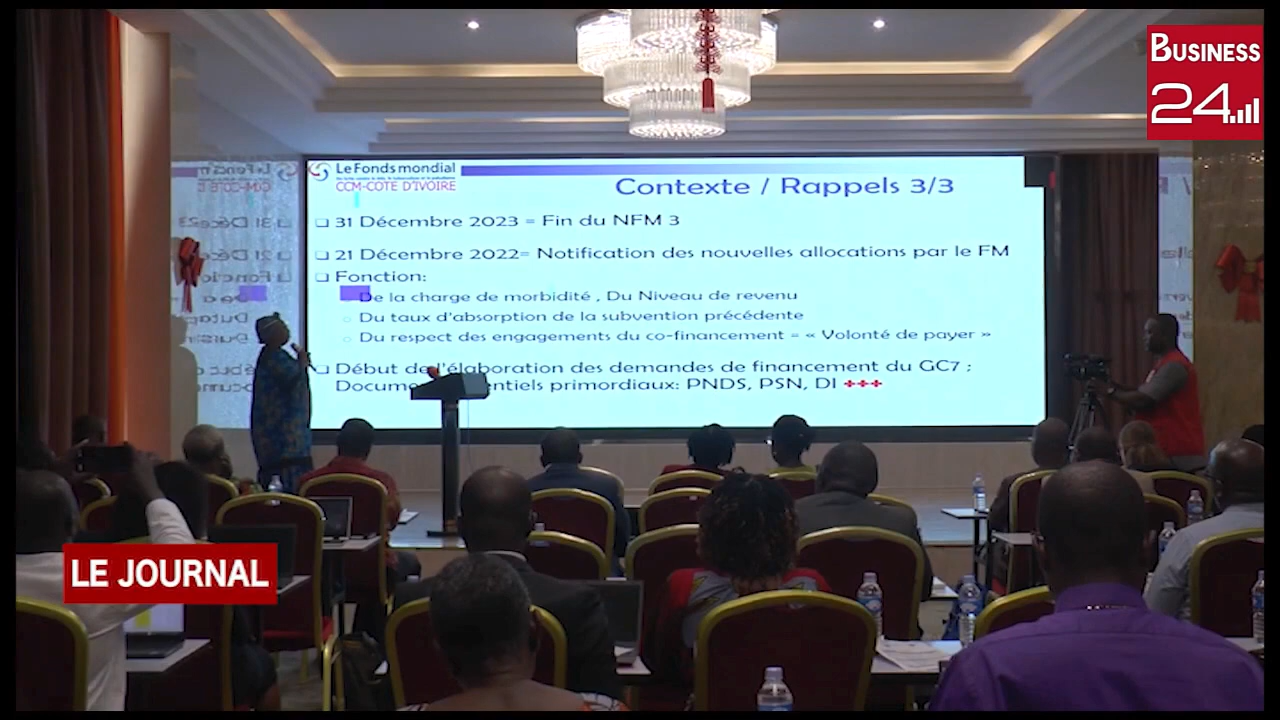 BUSINESS
24
Le Fonds mondial
CCM-COTE D'IVOIRE
Contexte / Rappels 3/3
31 Décembre 2023 = Fin du NFM 3
21 Décembre 2022= Notification des nouvelles allocations par le FM
Fonction:
De la charge de morbidité , Du Niveau de revenu
Du taux d'absorption de la subvention précédente
Du respect des engagements du co-financement = « Volonté de payer »
Début de l'élaboration des demandes de financement du GC7 ;
primordiaux: PNDS, PSN, DI +++
LE JOURNAL